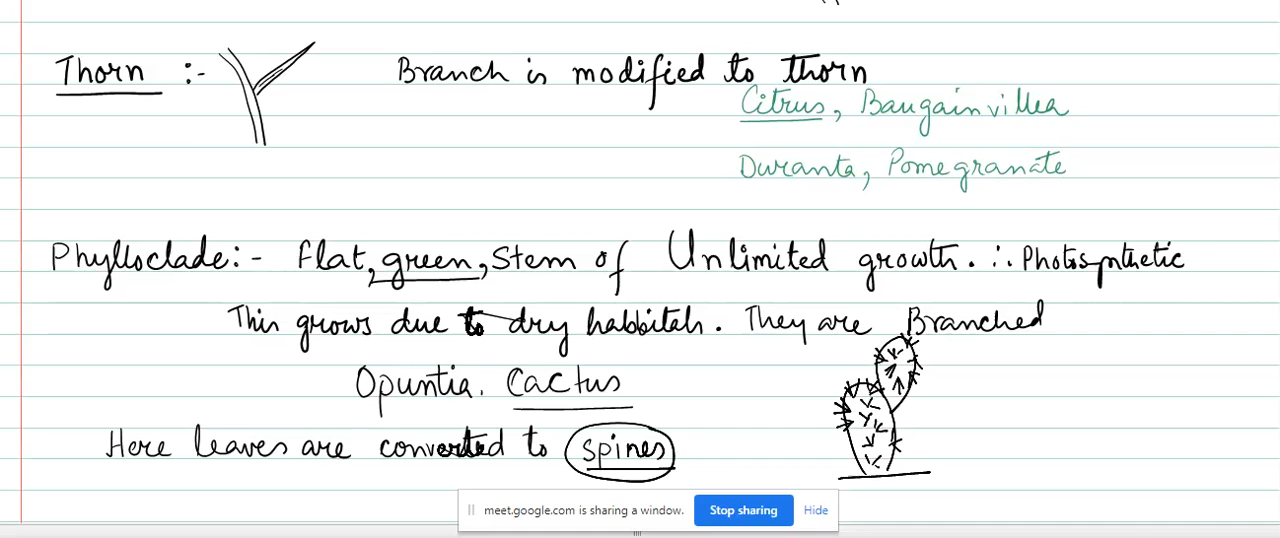 Thorn :- Branch is modified to thorn
Citrus, Baugainvillea
Duranta, Pomegranate
Phylloclade:- Flat, green, Stem of Unlimited growth. ∴ Photosynthetic
This grows due to dry habbitah. They are Branched
Opuntia. Cactus
Here leaves are converted to spines
meet.google.com is sharing a window. Stop sharing Hide